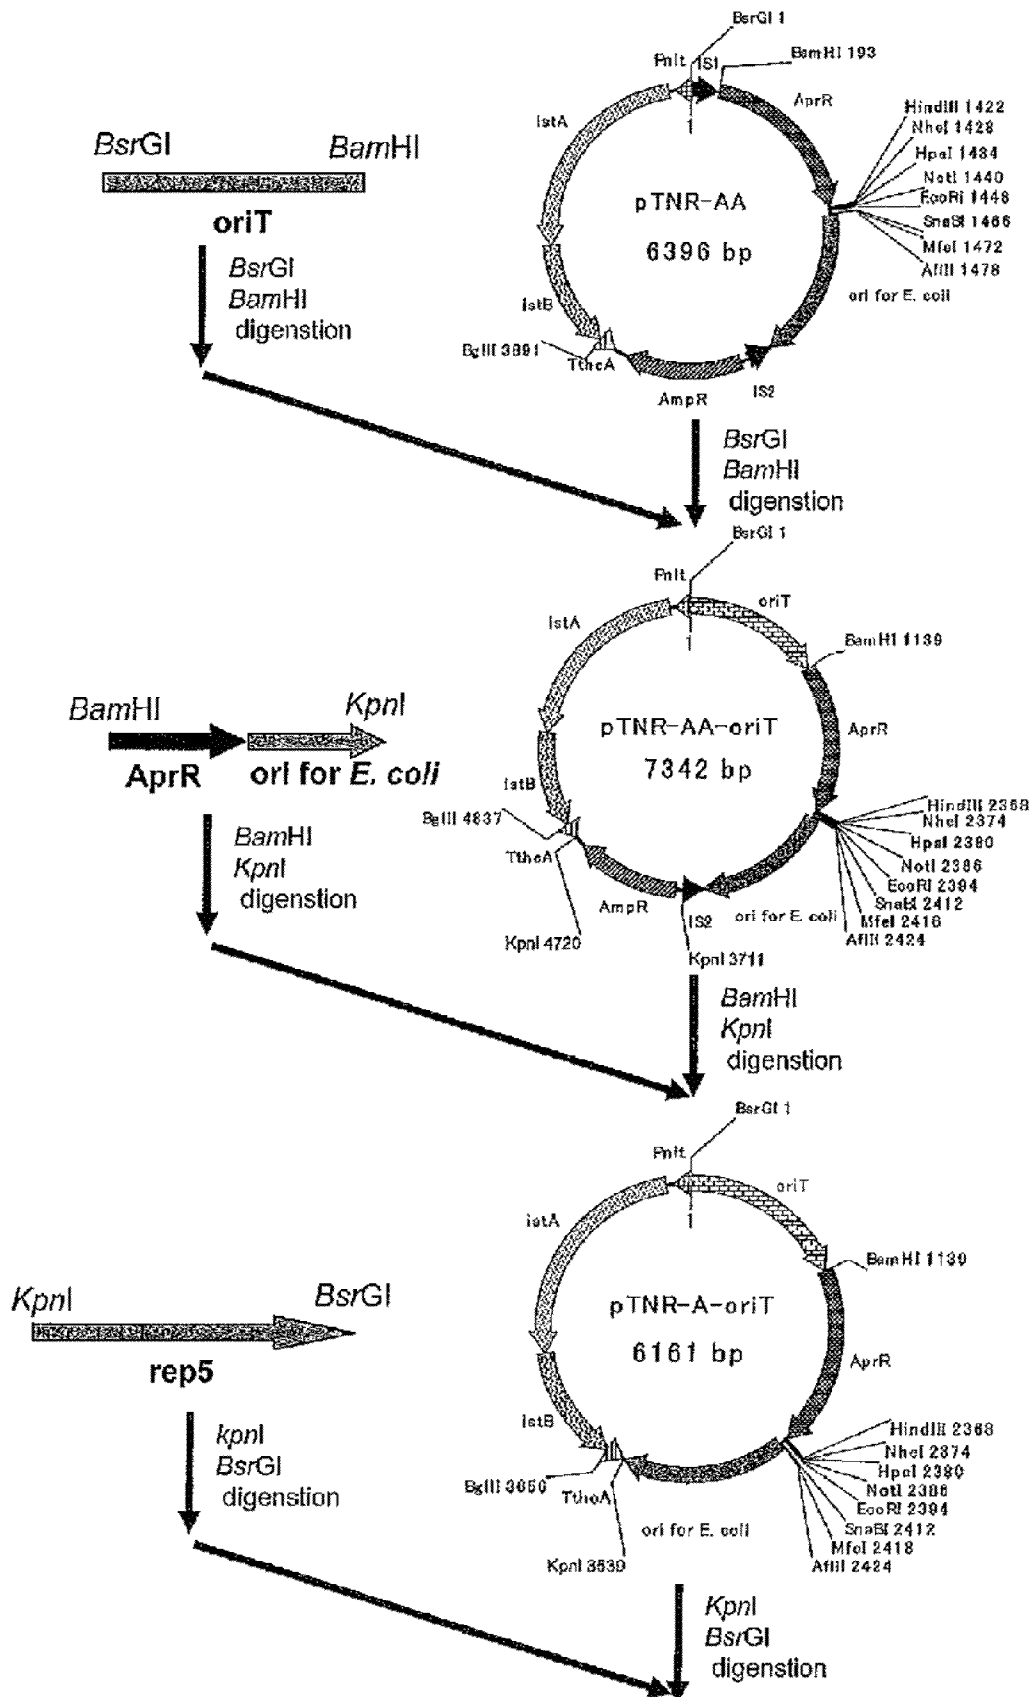 BsrGI 1
Pnit
IS1
BamHI 193
IstA
AprR
BsrGI
BamHI
HindIII 1422
NheI 1428
HpaI 1434
NotI 1440
EcoRI 1448
SnaBI 1466
MfeI 1472
AflII 1478
1
oriT
pTNR-AA
6396 bp
BsrGI
BamHI
digenstion
IstB
ori for E. coli
BglII 3891
TtheA
AmpR
IS2
BsrGI
BamHI
digenstion
BsrGI 1
Pnit
oriT
IstA
1
BamHI 1139
BamHI
KpnI
AprR
ori for E. coli
pTNR-AA-oriT
7342 bp
AprR
IstB
BglII 4837
TtheA
HindIII 2368
NheI 2374
HpaI 2380
NotI 2386
EcoRI 2394
SnaBI 2412
MfeI 2418
AflII 2424
BamHI
KpnI
digenstion
AmpR
IS2
ori for E. coli
KpnI 4720
KpnI 3711
BamHI
KpnI
digenstion
BsrGI 1
Pnit
oriT
istA
1
BamHI 1139
KpnI
BsrGI
rep5
pTNR-A-oriT
6161 bp
AprR
IstB
HindIII 2368
NheI 2374
HpaI 2380
NotI 2386
EcoRI 2394
SnaBI 2412
MfeI 2418
AflII 2424
kpnI
BsrGI
digenstion
BglII 3656
TtheA
ori for E. coli
KpnI 3539
KpnI
BsrGI
digenstion